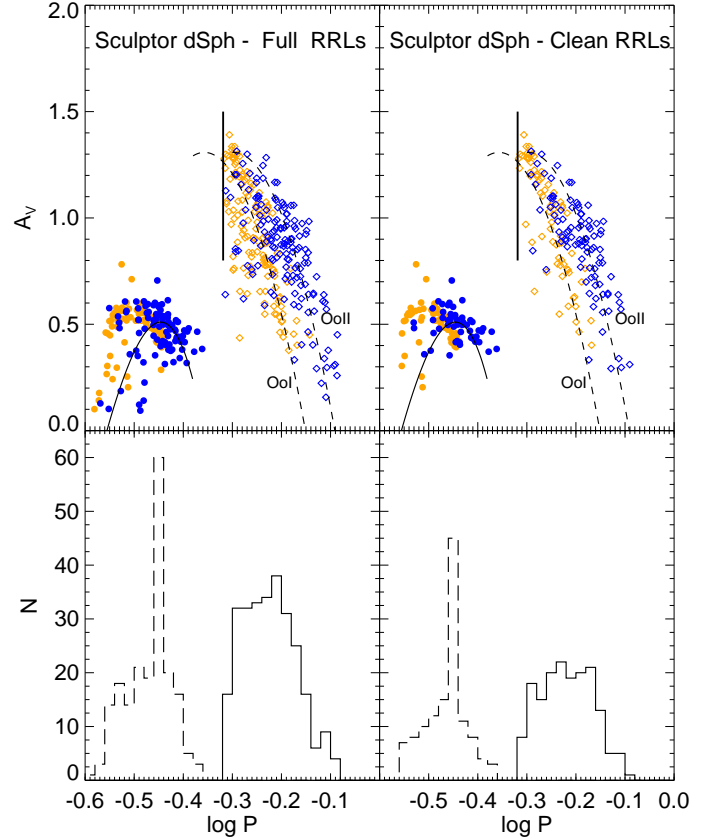 2.0
Sculptor dSph - Full RRLs
Sculptor dSph - Clean RRLs
1.5
1.0
A_V
0.5
OoII
OoII
OoI
OoI
0.0
60
50
40
N
30
20
10
0
-0.6 -0.5 -0.4 -0.3 -0.2 -0.1 -0.5 -0.4 -0.3 -0.2 -0.1 0.0
log P log P